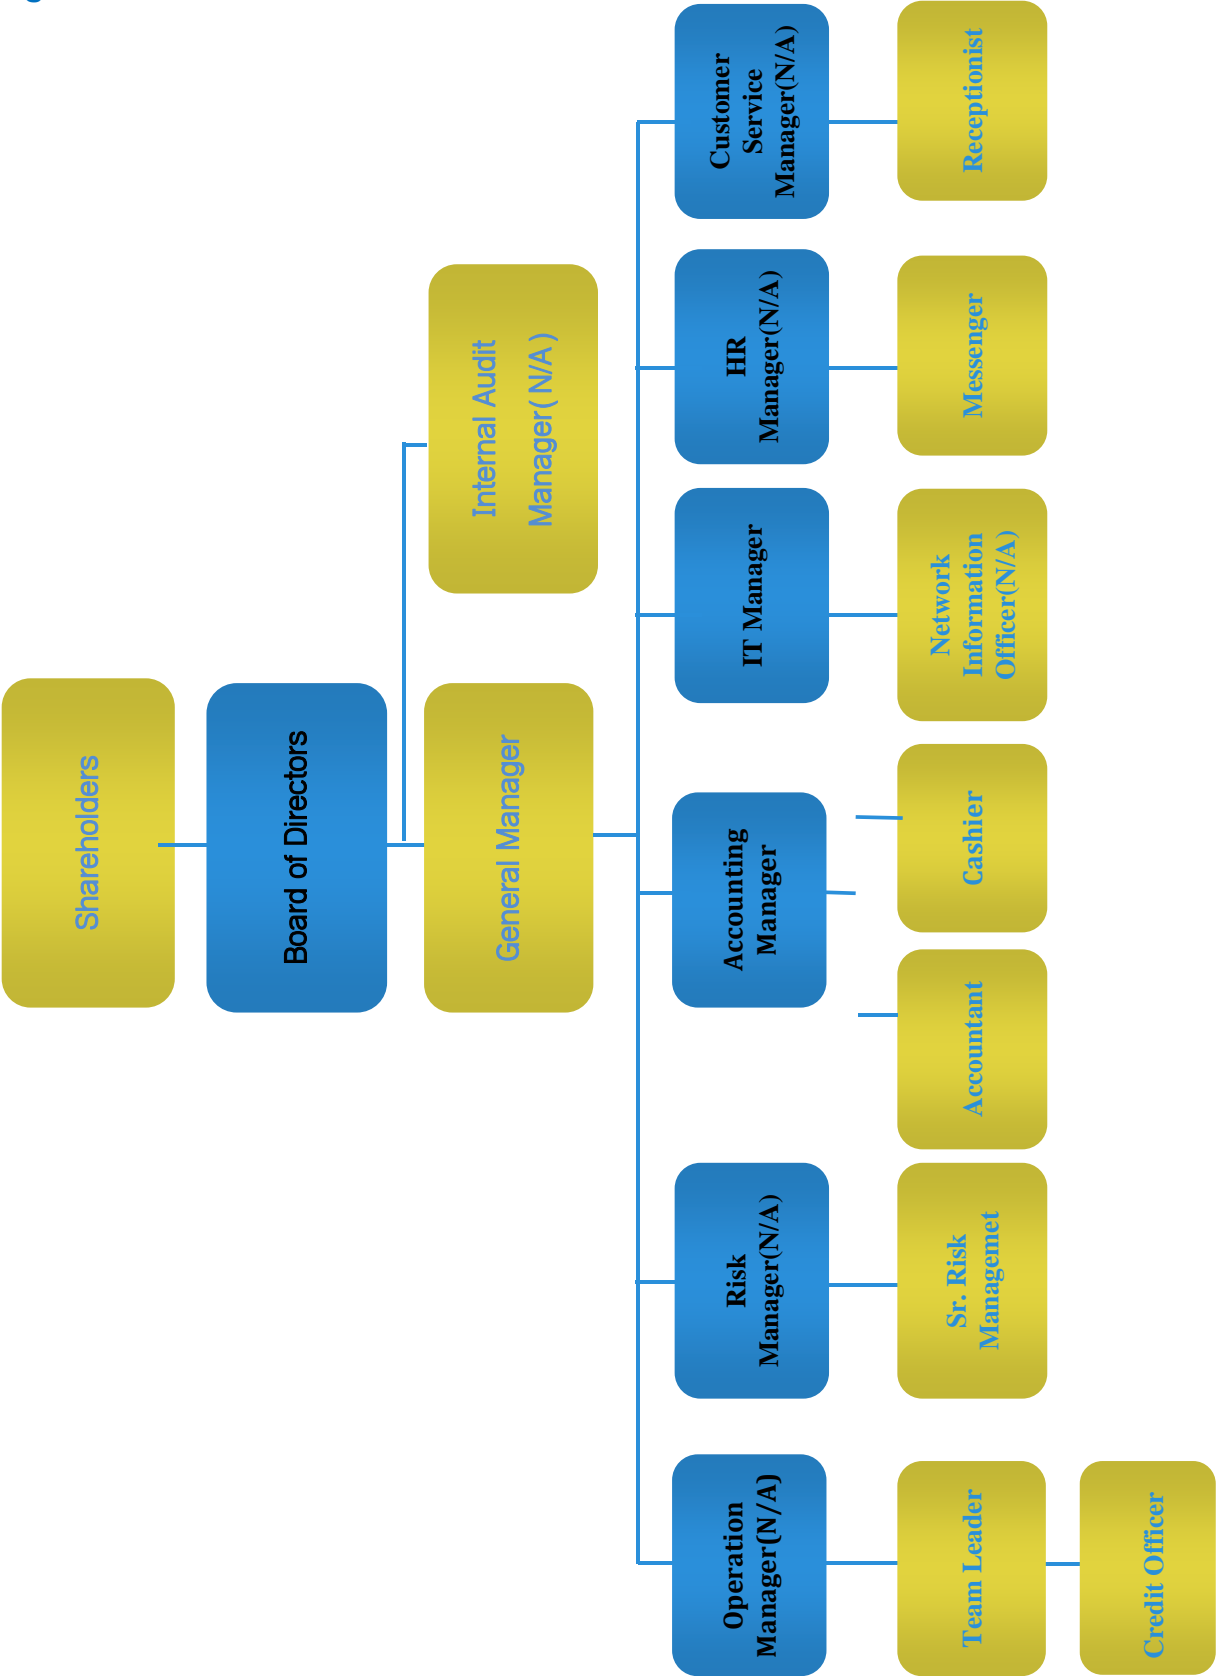 Shareholders
Board of Directors
General Manager
Internal Audit
Manager( N/A )
Operation
Manager(N/A)
Risk
Manager(N/A)
Accounting
Manager
IT Manager
HR
Manager(N/A)
Customer
Service
Manager(N/A)
Team Leader
Sr. Risk
Managemet
Accountant
Cashier
Network
Information
Officer(N/A)
Messenger
Receptionist
Credit Officer